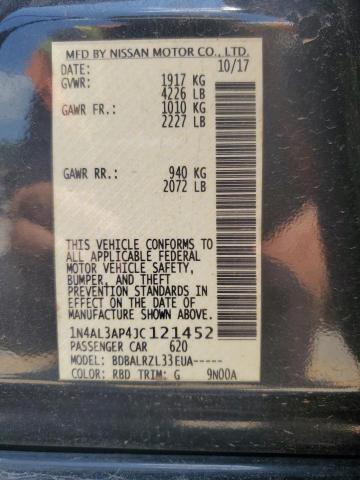 MFD BY NISSAN MOTOR CO., LTD.
DATE: 10/17
GVWR: 1917 KG
4226 LB
GAWR FR.: 1010 KG
2227 LB
GAWR RR.: 940 KG
2072 LB
THIS VEHICLE CONFORMS TO
ALL APPLICABLE FEDERAL
MOTOR VEHICLE SAFETY,
BUMPER, AND THEFT
PREVENTION STANDARDS IN
EFFECT ON THE DATE OF
MANUFACTURE SHOWN ABOVE.
1N4AL3AP4JC121452
PASSENGER CAR 620
MODEL: BDBALRZL33EUA-----
COLOR: RBD TRIM: G 9N00A